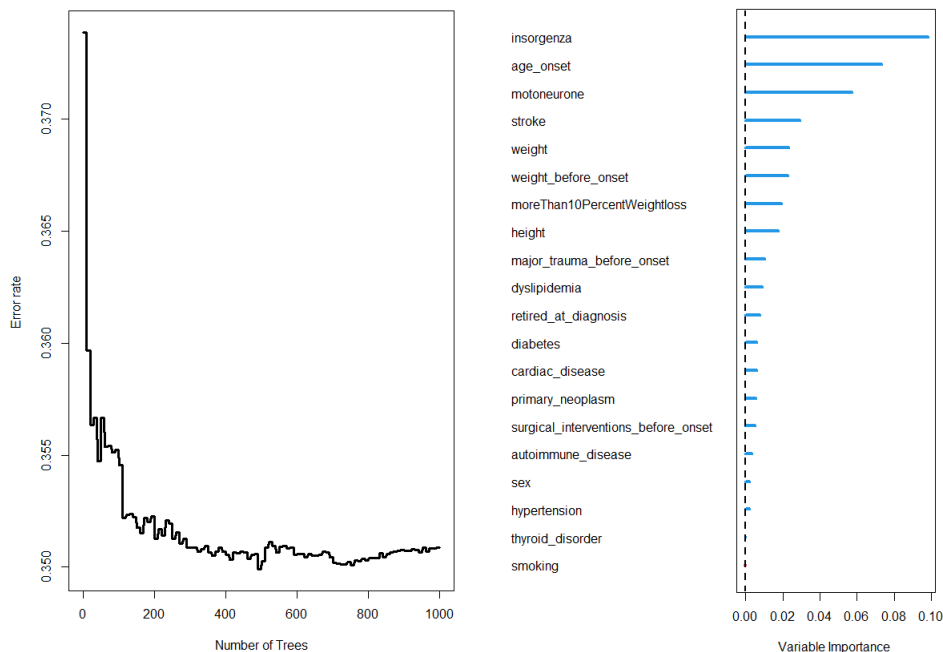 0.370
0.365
0.360
0.355
0.350
Error rate
0
200
400
600
800
1000
Number of Trees
insorgenza
age_onset
motoneurone
stroke
weight
weight_before_onset
moreThan10PercentWeightloss
height
major_trauma_before_onset
dyslipidemia
retired_at_diagnosis
diabetes
cardiac_disease
primary_neoplasm
surgical_interventions_before_onset
autoimmune_disease
sex
hypertension
thyroid_disorder
smoking
0.00 0.02 0.04 0.06 0.08 0.10
Variable Importance